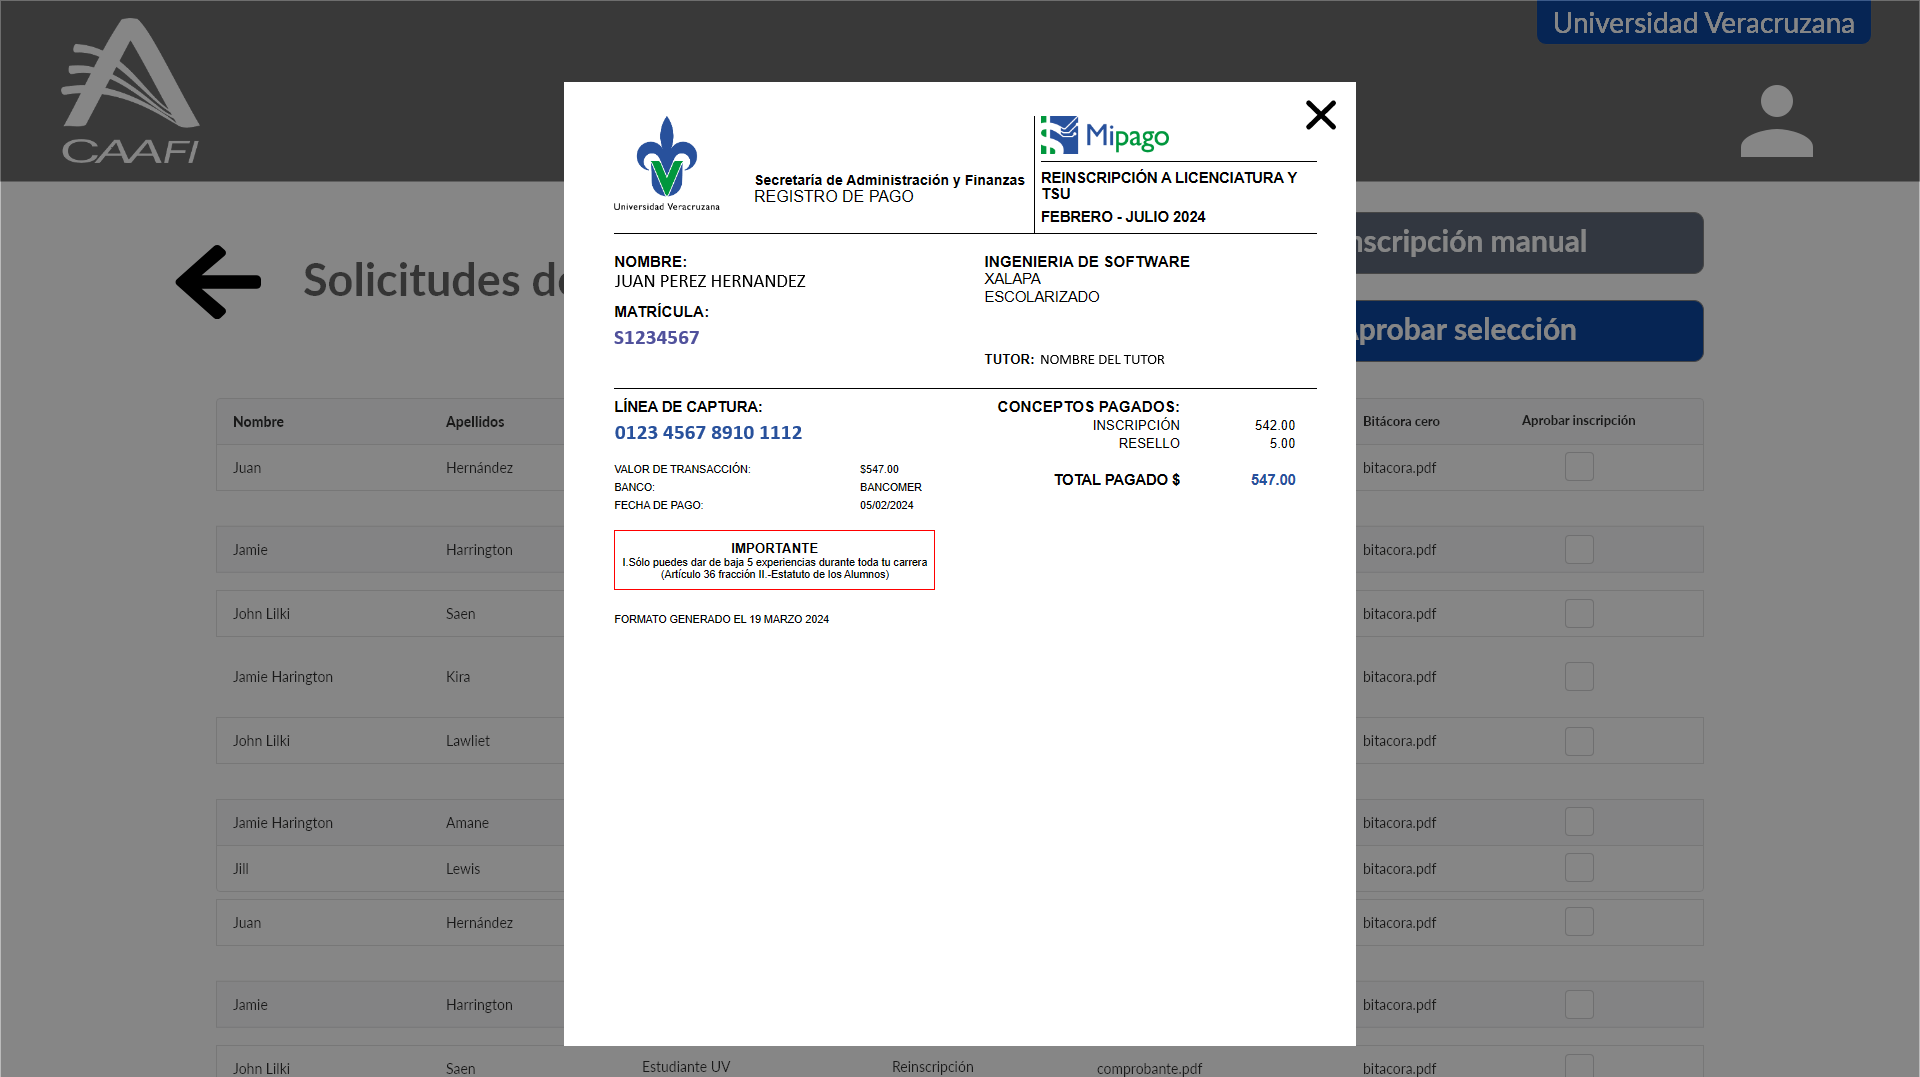 Universidad Veracruzana
CAAFI
Mipago
Secretaría de Administración y Finanzas
REGISTRO DE PAGO
Universidad Veracruzana
REINSCRIPCIÓN A LICENCIATURA Y
TSU
FEBRERO - JULIO 2024
nscripción manual
Solicitudes de
probar selección
NOMBRE:
JUAN PEREZ HERNANDEZ
MATRÍCULA:
S1234567
INGENIERIA DE SOFTWARE
XALAPA
ESCOLARIZADO
TUTOR: NOMBRE DEL TUTOR
LÍNEA DE CAPTURA:
0123 4567 8910 1112
VALOR DE TRANSACCIÓN: $547.00
BANCO: BANCOMER
FECHA DE PAGO: 05/02/2024
CONCEPTOS PAGADOS:
INSCRIPCIÓN 542.00
RESELLO 5.00
TOTAL PAGADO $ 547.00
IMPORTANTE
I.Sólo puedes dar de baja 5 experiencias durante toda tu carrera
(Artículo 36 fracción II.-Estatuto de los Alumnos)
FORMATO GENERADO EL 19 MARZO 2024
Nombre Apellidos Bitácora cero Aprobar inscripción
Juan Hernández bitacora.pdf
Jamie Harrington bitacora.pdf
John Lilki Saen bitacora.pdf
Jamie Harington Kira bitacora.pdf
John Lilki Lawliet bitacora.pdf
Jamie Harington Amane bitacora.pdf
Jill Lewis bitacora.pdf
Juan Hernández bitacora.pdf
Jamie Harrington bitacora.pdf
John Lilki Saen Estudiante UV Reinscripción comprobante.pdf bitacora.pdf